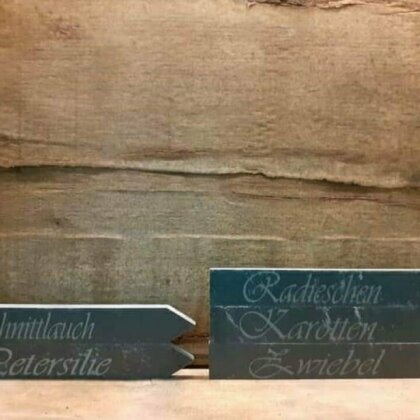 hnittlauch
Petersilie
Radieschen
Karotten
Zwiebel